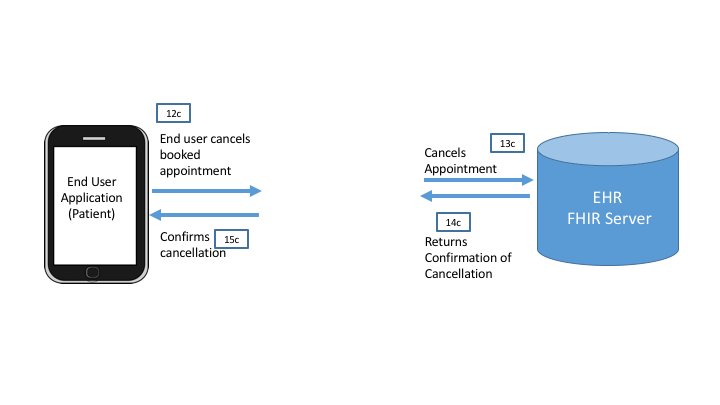 12c
End user cancels
booked
appointment
End User
Application
(Patient)
Confirms
15c
cancellation
13c
Cancels
Appointment
14c
Returns
Confirmation of
Cancellation
EHR
FHIR Server